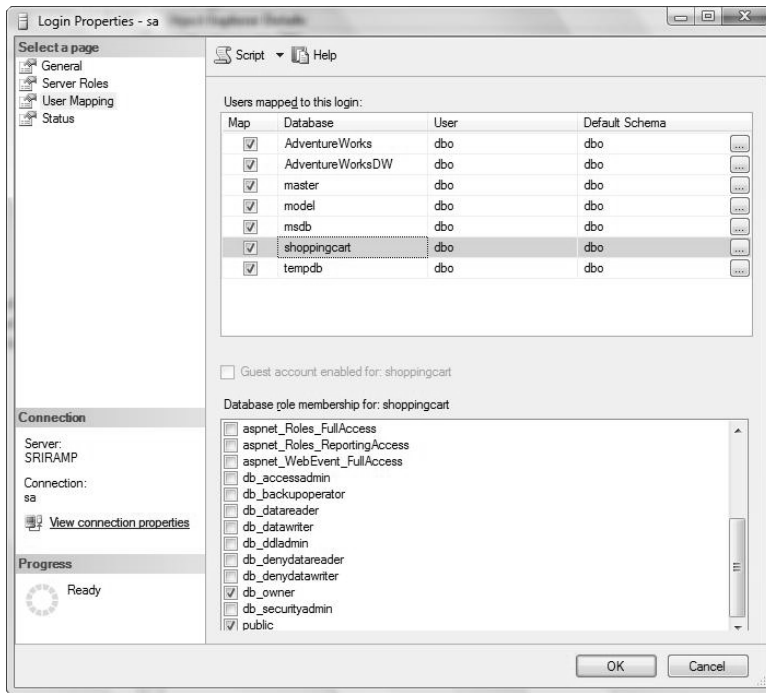 Login Properties - sa
Select a page
General
Server Roles
User Mapping
Status
Script Help
Users mapped to this login:
Map Database User Default Schema
AdventureWorks dbo dbo ...
AdventureWorksDW dbo dbo ...
master dbo dbo ...
model dbo dbo ...
msdb dbo dbo ...
shoppingcart dbo dbo ...
tempdb dbo dbo ...
Guest account enabled for: shoppingcart
Database role membership for: shoppingcart
aspnet_Roles_FullAccess
aspnet_Roles_ReportingAccess
aspnet_WebEvent_FullAccess
db_accessadmin
db_backupoperator
db_datareader
db_datawriter
db_ddladmin
db_denydatareader
db_denydatawriter
db_owner
db_securityadmin
public
Connection
Server:
SRIRAMP
Connection:
sa
View connection properties
Progress
Ready
OK Cancel